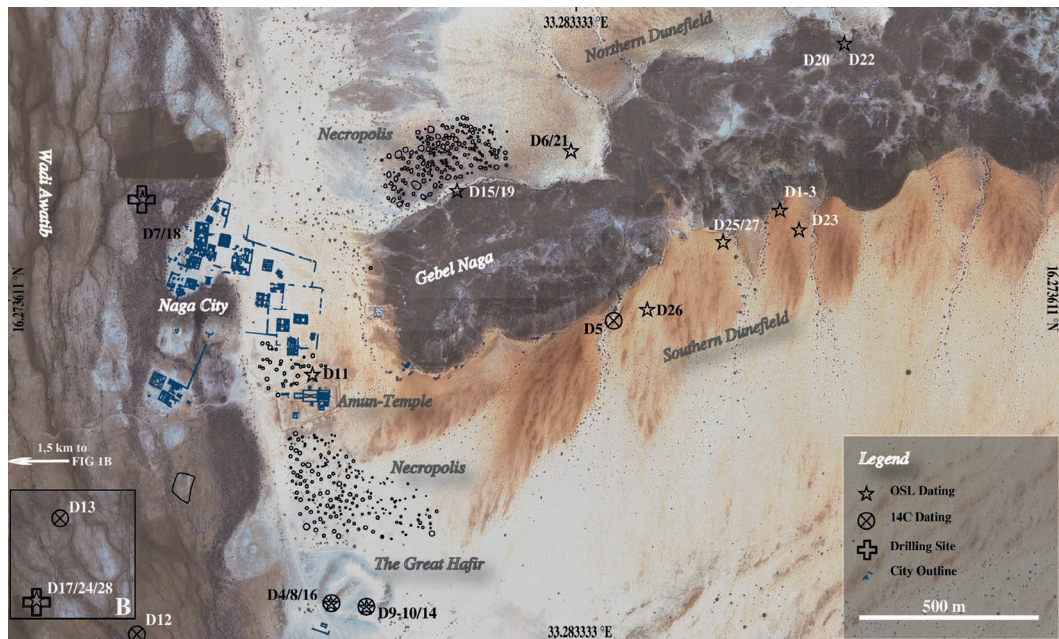 33.283333 °E
Northern Dunefield
D20
D22
Necropolis
D6/21
Wadi Awatib
D15/19
D1-3
D7/18
D23
D25/27
Gebel Naga
16.273611 °N
Naga City
16.273611 °N
D26
D5
Southern Dunefield
D11
Amun-Temple
1,5 km to
FIG 1B
Necropolis
Legend
OSL Dating
D13
14C Dating
The Great Hafir
Drilling Site
City Outline
D17/24/28
B
D4/8/16
D9-10/14
500 m
D12
33.283333 °E